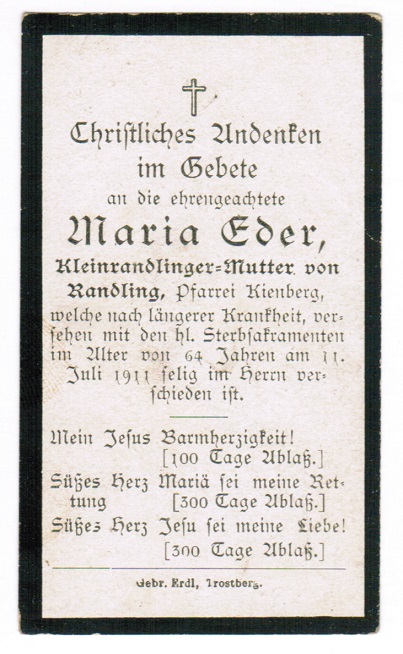 Christliches Andenken
im Gebete
an die ehrengeachtete
Maria Eder,
Kleinrandlinger=Mutter von
Randling, Pfarrei Kienberg,
welche nach längerer Krankheit, ver-
sehen mit den hl. Sterbsakramenten
im Alter von 64 Jahren am 11.
Juli 1911 selig im Herrn ver-
schieden ist.
Mein Jesus Barmherzigkeit!
[100 Tage Ablaß.]
Süßes Herz Mariä sei meine Ret-
tung [300 Tage Ablaß.]
Süßes Herz Jesu sei meine Liebe!
[300 Tage Ablaß.]
Gebr. Erdl, Trostberg.